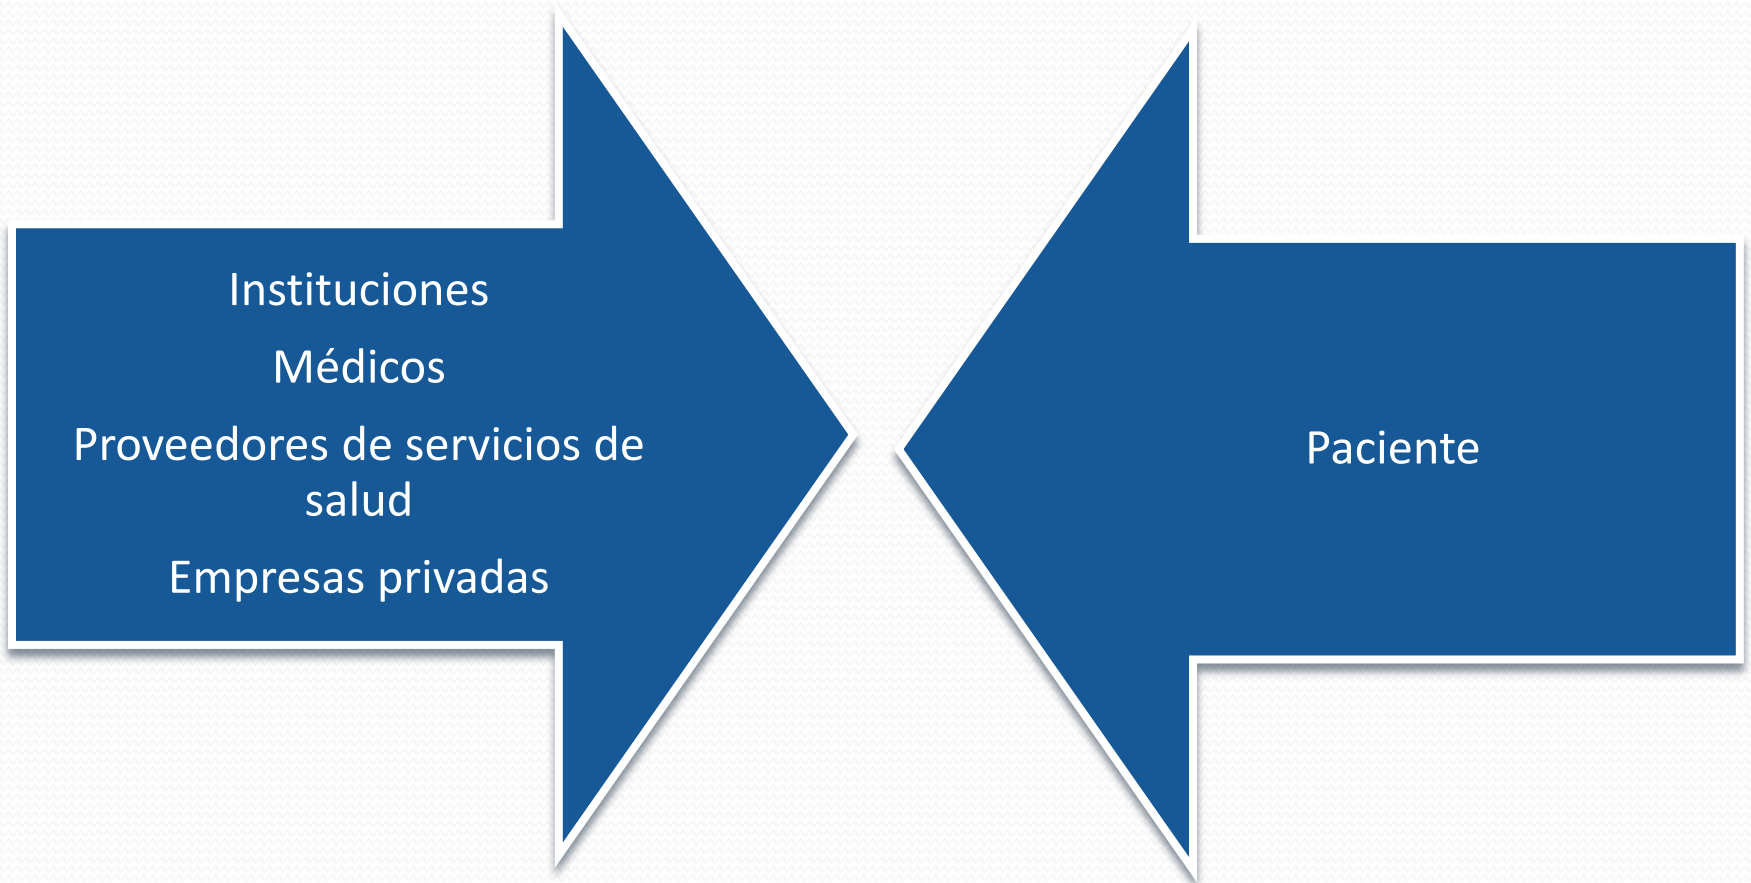 Instituciones
Médicos
Proveedores de servicios de
salud
Empresas privadas
Paciente